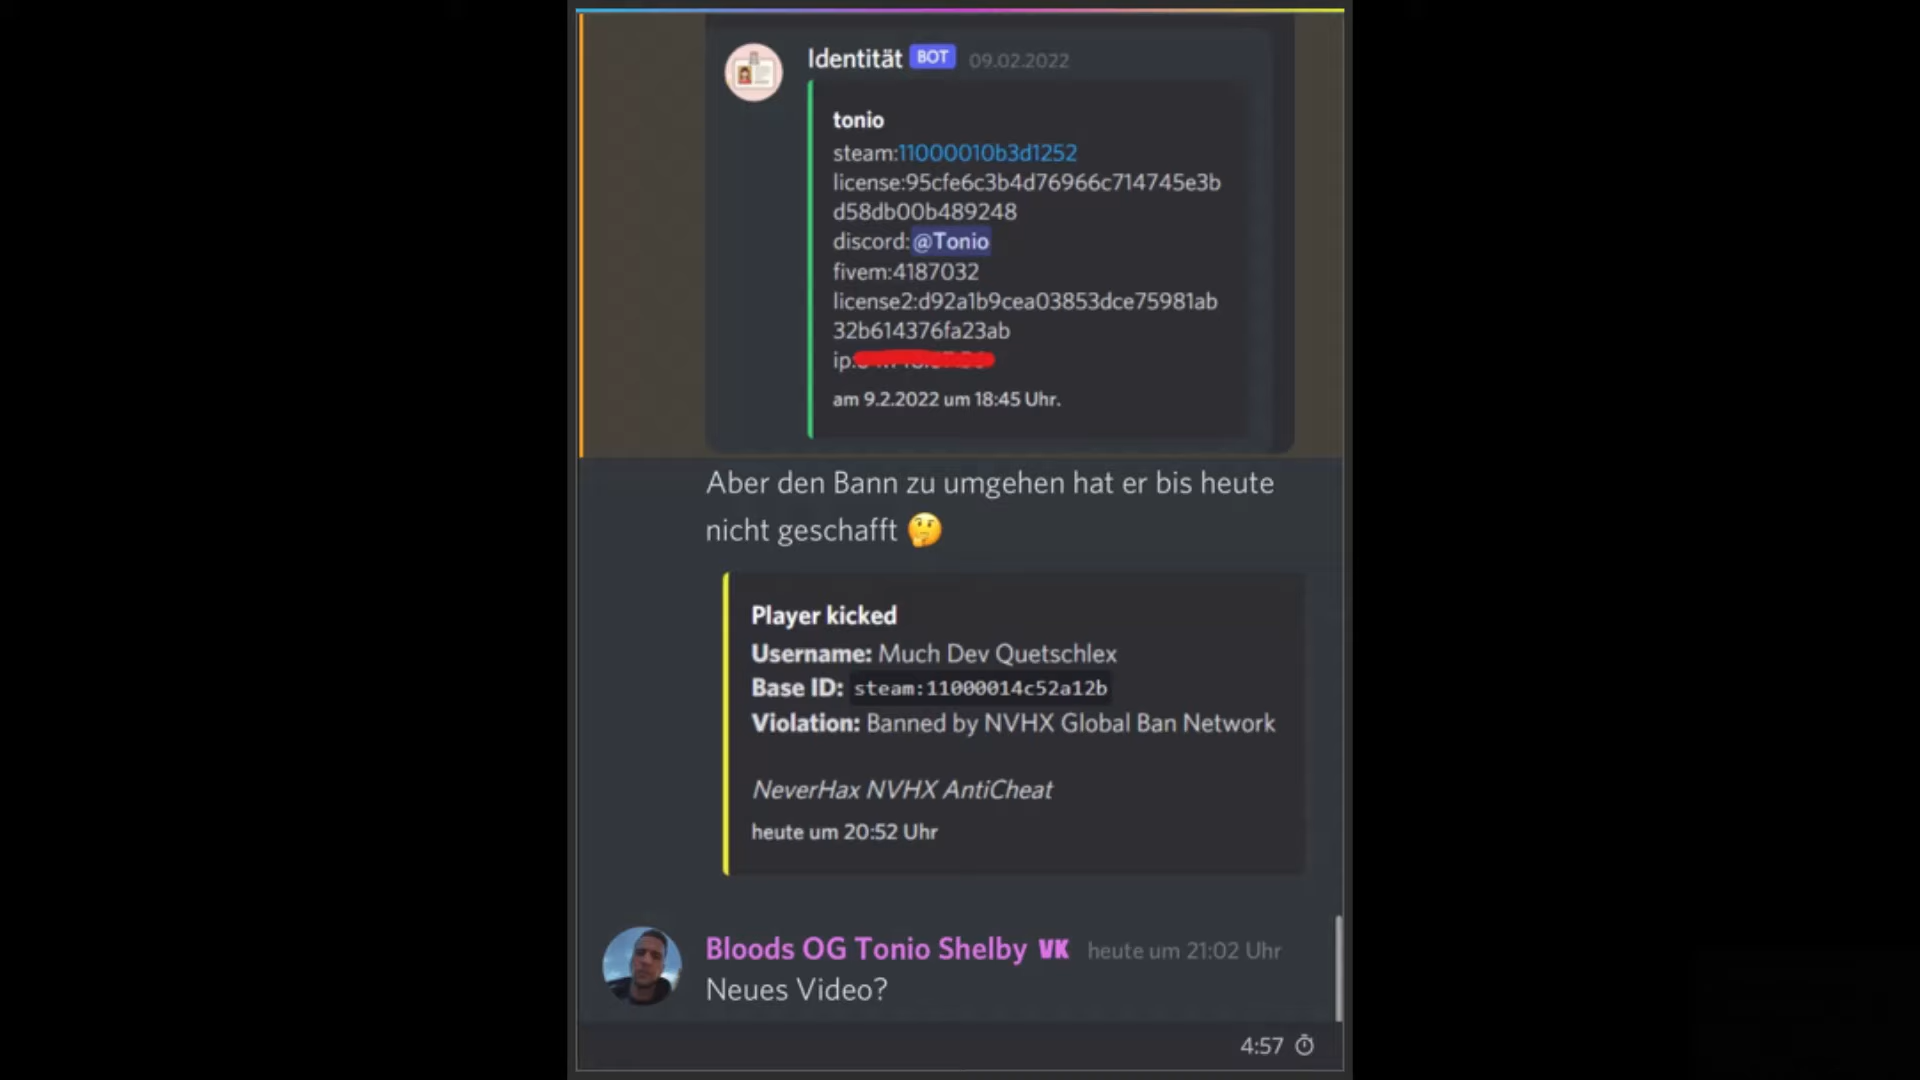 Identität BOT 09.02.2022
tonio
steam:11000010b3d1252
license:95cfe6c3b4d76966c714745e3b
d58db00b489248
discord:@Tonio
fivem:4187032
license2:d92a1b9cea03853dce75981ab
32b614376fa23ab
ip:
am 9.2.2022 um 18:45 Uhr.
Aber den Bann zu umgehen hat er bis heute
nicht geschafft 🤔
Player kicked
Username: Much Dev Quetschlex
Base ID: steam:11000014c52a12b
Violation: Banned by NVHX Global Ban Network
NeverHax NVHX AntiCheat
heute um 20:52 Uhr
Bloods OG Tonio Shelby VK heute um 21:02 Uhr
Neues Video?
4:57